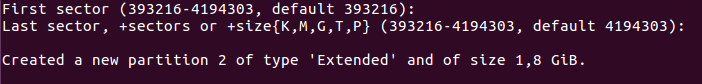 First sector (393216-4194303, default 393216):
Last sector, +sectors or +size{K,M,G,T,P} (393216-4194303, default 4194303):
Created a new partition 2 of type 'Extended' and of size 1,8 GiB.